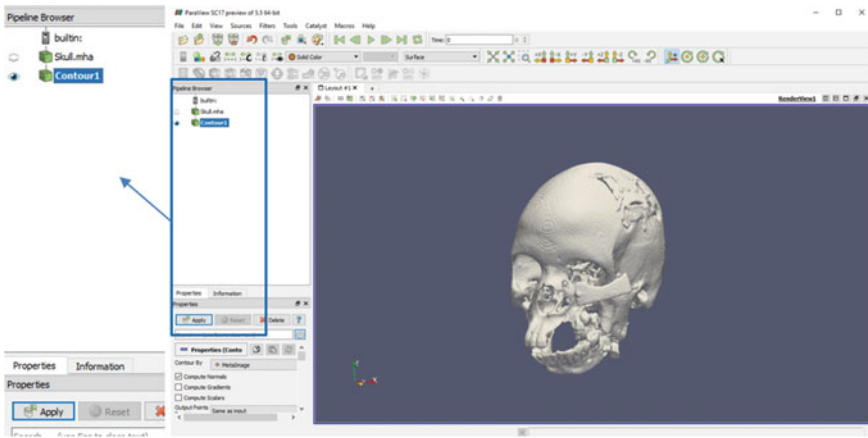 Pipeline Browser
builtin:
Skull.mha
Contour1
Properties Information
Properties
Apply Reset
ParaView SC17 preview of 5.5 64-bit
File Edit View Sources Filters Tools Catalyst Macros Help
Time: 0
Solid Color
Surface
Pipeline Browser
builtin:
Skull.mha
Contour1
Layout #1
RenderView1
Properties Information
Properties
Apply Reset Delete ?
Properties (Conto
Contour By MetaImage
Compute Normals
Compute Gradients
Compute Scalars
Output Points Same as input